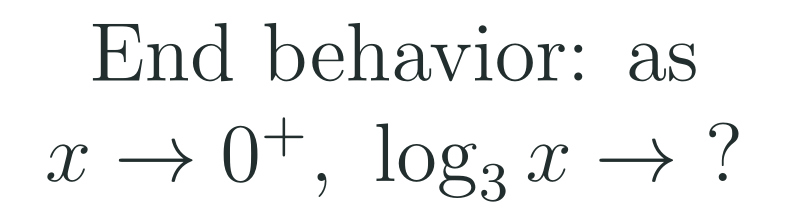 End behavior: as
x → 0⁺, log₃ x → ?